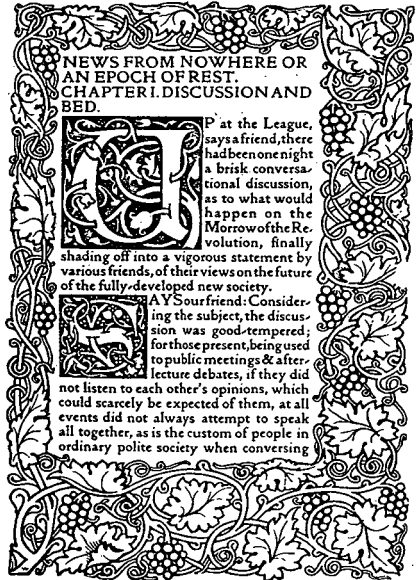 NEWS FROM NOWHERE OR
AN EPOCH OF REST.
CHAPTER I. DISCUSSION AND
BED.
UP at the League,
says a friend, there
had been one night
a brisk conversa-
tional discussion,
as to what would
happen on the
Morrow of the Re-
volution, finally
shading off into a vigorous statement by
various friends, of their views on the future
of the fully-developed new society.
SAYS our friend: Consider-
ing the subject, the discus-
sion was good-tempered;
for those present, being used
to public meetings & after-
lecture debates, if they did
not listen to each other's opinions, which
could scarcely be expected of them, at all
events did not always attempt to speak
all together, as is the custom of people in
ordinary polite society when conversing